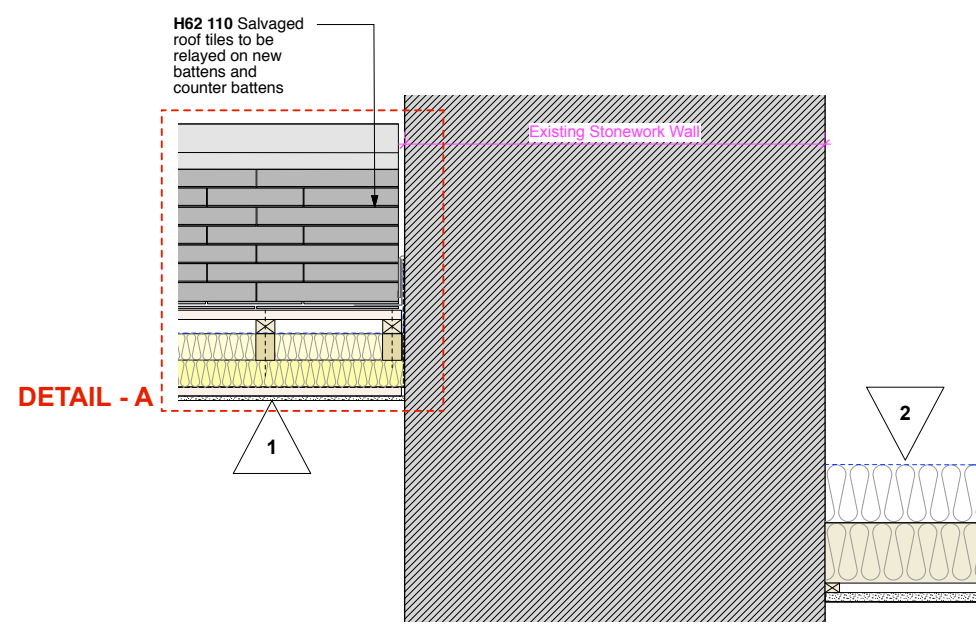 H62 110 Salvaged
roof tiles to be
relayed on new
battens and
counter battens
Existing Stonework Wall
DETAIL - A
1
2